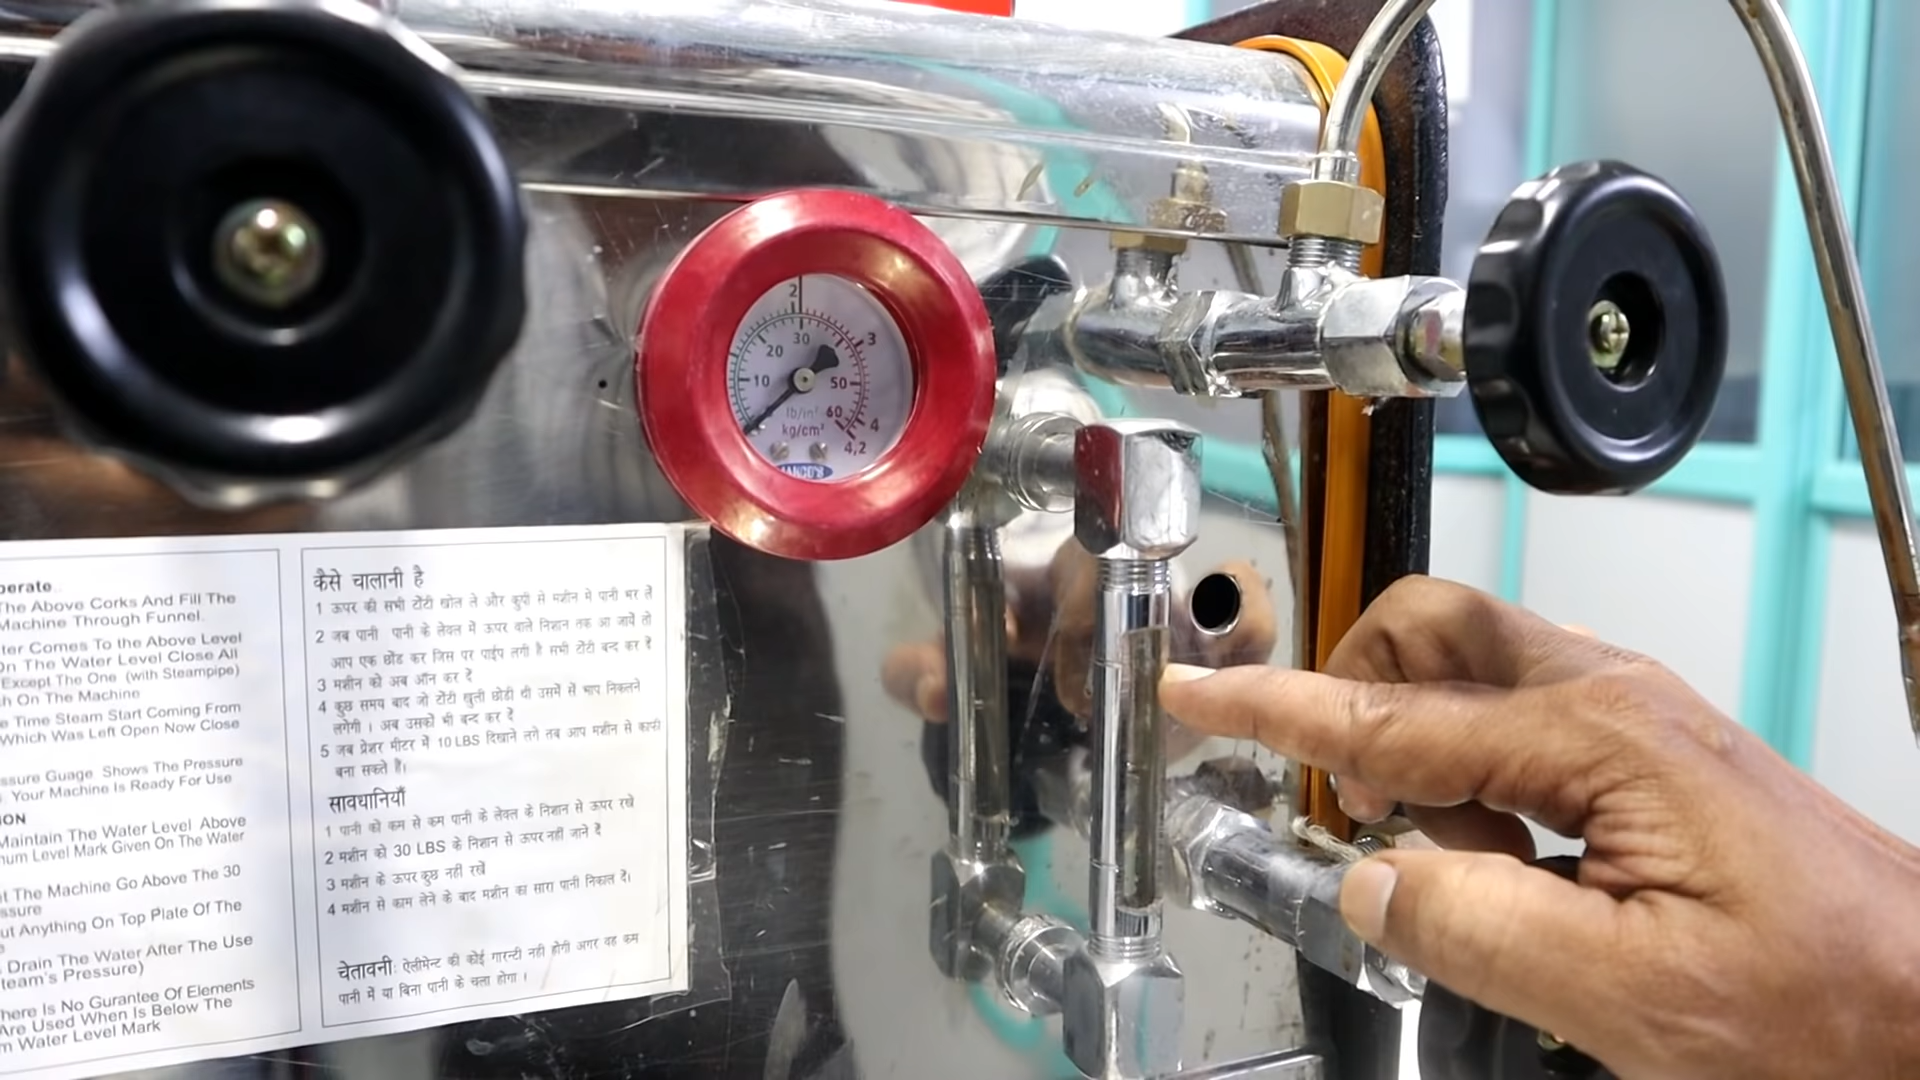 2
30
3
20
10
50
lb/in²
60
kg/cm²
4
4,2
perate
The Above Corks And Fill The
Machine Through Funnel.
ter Comes To the Above Level
On The Water Level Close All
Except The One (with Steampipe)
h On The Machine
e Time Steam Start Coming From
Which Was Left Open Now Close
ssure Guage Shows The Pressure
Your Machine Is Ready For Use
ION
Maintain The Water Level Above
num Level Mark Given On The Water
t The Machine Go Above The 30
ssure
ut Anything On Top Plate Of The
e
Drain The Water After The Use
team's Pressure)
here Is No Gurantee Of Elements
Are Used When Is Below The
m Water Level Mark
कैसे चालानी है
1 ऊपर की सभी टोंटी खोल ले और कुपी से मशीन में पानी भर लें
2 जब पानी पानी के लेवल में ऊपर वाले निशान तक आ जायें तो
आप एक छोड कर जिस पर पाईप लगी है सभी टोंटी बन्द कर दें
3 मशीन को अब ऑन कर दें
4 कुछ समय बाद जो टोंटी खुली छोडी थी उसमें सें भाप निकलने
लगेगी । अब उसकों भी बन्द कर दें
5 जब प्रेशर मीटर में 10 LBS दिखाने लगे तब आप मशीन से काफी
बना सकते हैं।
सावधानियाँ
1 पानी को कम से कम पानी के लेवल के निशान से ऊपर रखे
2 मशीन को 30 LBS के निशान से ऊपर नहीं जाने दें
3 मशीन के ऊपर कुछ नही रखें
4 मशीन से काम लेने के बाद मशीन का सारा पानी निकाल दें।
चेतावनी: ऐलीमेन्ट की कोई गारन्टी नही होगी अगर वह कम
पानी में या बिना पानी के चला होगा ।